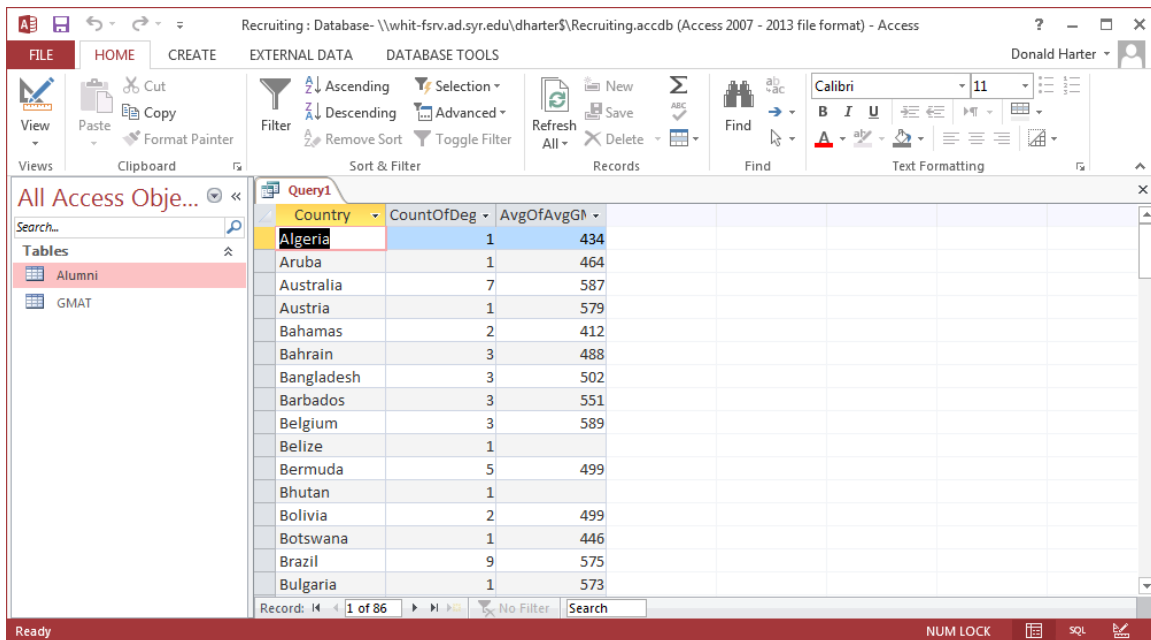 Recruiting : Database- \\whit-fsrv.ad.syr.edu\dharter$\Recruiting.accdb (Access 2007 - 2013 file format) - Access
FILE HOME CREATE EXTERNAL DATA DATABASE TOOLS Donald Harter
View
Views
Paste
Cut
Copy
Format Painter
Clipboard
Filter
Ascending
Descending
Remove Sort
Selection
Advanced
Toggle Filter
Sort & Filter
Refresh
All
New
Save
Delete
Records
Find
Find
Calibri 11
B I U
Text Formatting
All Access Obje...
Search...
Tables
Alumni
GMAT
Query1
Country CountOfDeg AvgOfAvgGM
Algeria 1 434
Aruba 1 464
Australia 7 587
Austria 1 579
Bahamas 2 412
Bahrain 3 488
Bangladesh 3 502
Barbados 3 551
Belgium 3 589
Belize 1
Bermuda 5 499
Bhutan 1
Bolivia 2 499
Botswana 1 446
Brazil 9 575
Bulgaria 1 573
Record: 1 of 86 No Filter Search
Ready NUM LOCK SQL